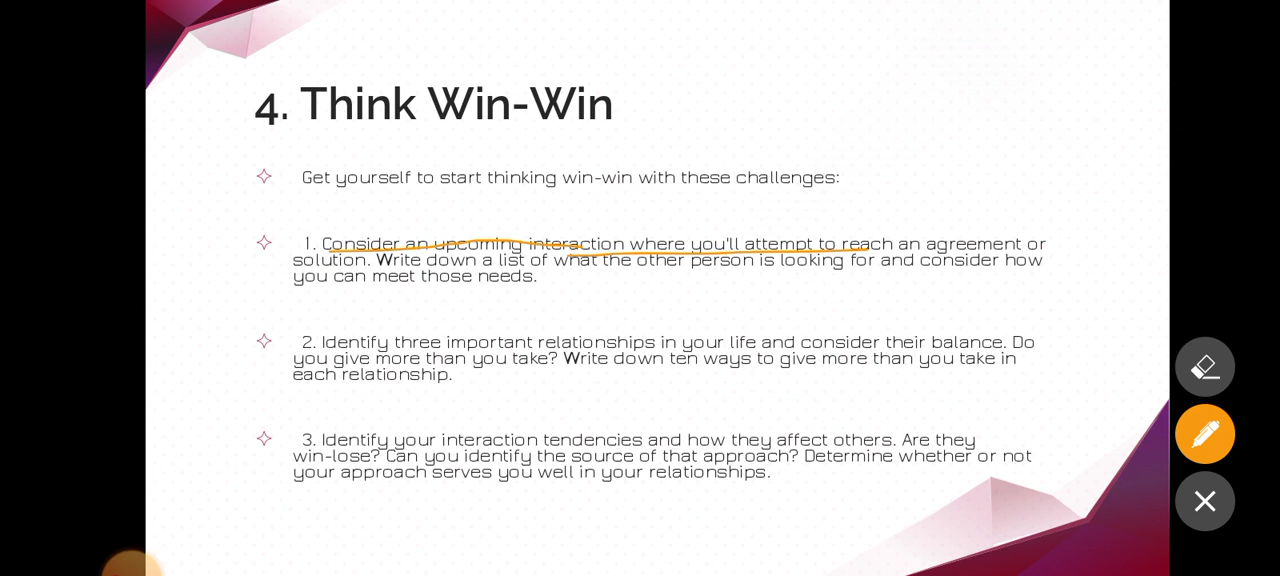 4. Think Win-Win
Get yourself to start thinking win-win with these challenges:
1. Consider an upcoming interaction where you'll attempt to reach an agreement or
solution. Write down a list of what the other person is looking for and consider how
you can meet those needs.
2. Identify three important relationships in your life and consider their balance. Do
you give more than you take? Write down ten ways to give more than you take in
each relationship.
3. Identify your interaction tendencies and how they affect others. Are they
win-lose? Can you identify the source of that approach? Determine whether or not
your approach serves you well in your relationships.